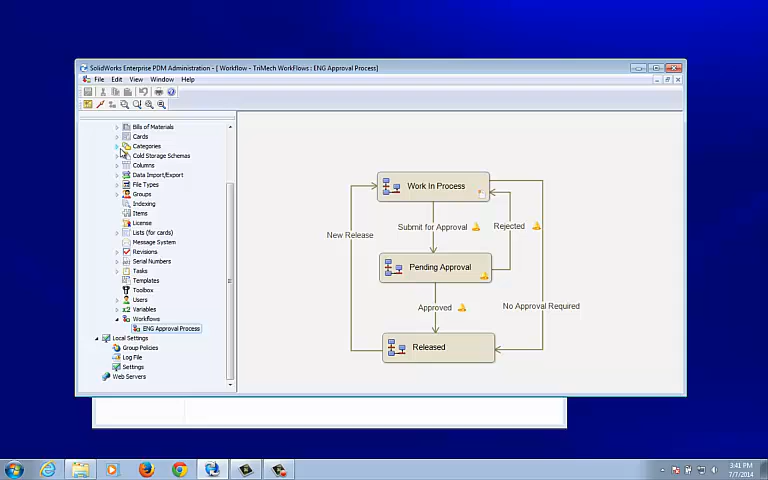 SolidWorks Enterprise PDM Administration - [ Workflow - TriMech WorkFlows : ENG Approval Process]
File Edit View Window Help
Bills of Materials
Cards
Categories
Cold Storage Schemas
Columns
Data Import/Export
File Types
Groups
Indexing
Items
License
Lists (for cards)
Message System
Revisions
Serial Numbers
Tasks
Templates
Toolbox
Users
Variables
Workflows
ENG Approval Process
Local Settings
Group Policies
Log File
Settings
Web Servers
Work In Process
New Release
Submit for Approval
Rejected
Pending Approval
Approved
No Approval Required
Released
3:41 PM
7/7/2014